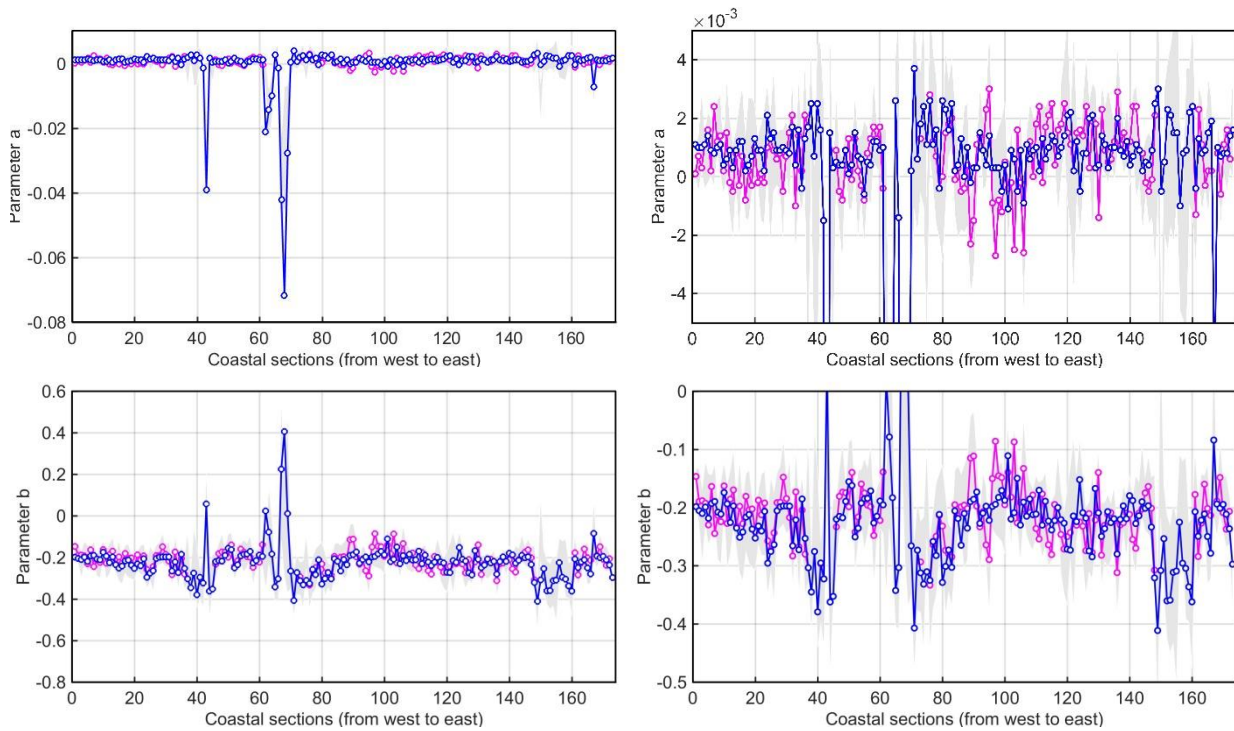 0
-0.02
-0.04
-0.06
-0.08
Parameter a
0 20 40 60 80 100 120 140 160
Coastal sections (from west to east)
×10⁻³
4
2
0
-2
-4
Parameter a
0 20 40 60 80 100 120 140 160
Coastal sections (from west to east)
0.6
0.4
0.2
0
-0.2
-0.4
-0.6
-0.8
Parameter b
0 20 40 60 80 100 120 140 160
Coastal sections (from west to east)
0
-0.1
-0.2
-0.3
-0.4
-0.5
Parameter b
0 20 40 60 80 100 120 140 160
Coastal sections (from west to east)